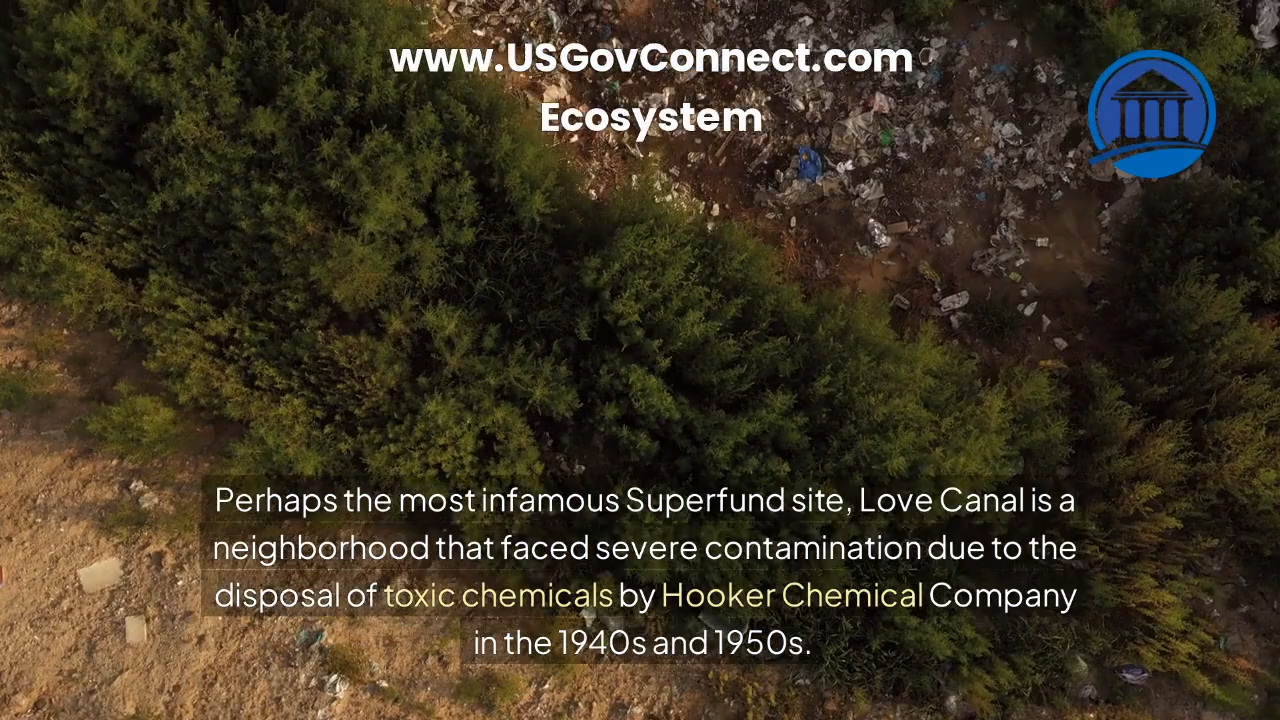 www.USGovConnect.com
Ecosystem
Perhaps the most infamous Superfund site, Love Canal is a
neighborhood that faced severe contamination due to the
disposal of toxic chemicals by Hooker Chemical Company
in the 1940s and 1950s.